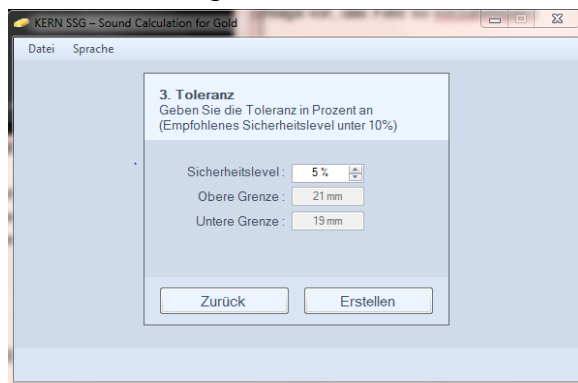 KERN SSG – Sound Calculation for Gold
Datei Sprache
3. Toleranz
Geben Sie die Toleranz in Prozent an
(Empfohlenes Sicherheitslevel unter 10%)
Sicherheitslevel : 5 %
Obere Grenze : 21 mm
Untere Grenze : 19 mm
Zurück Erstellen